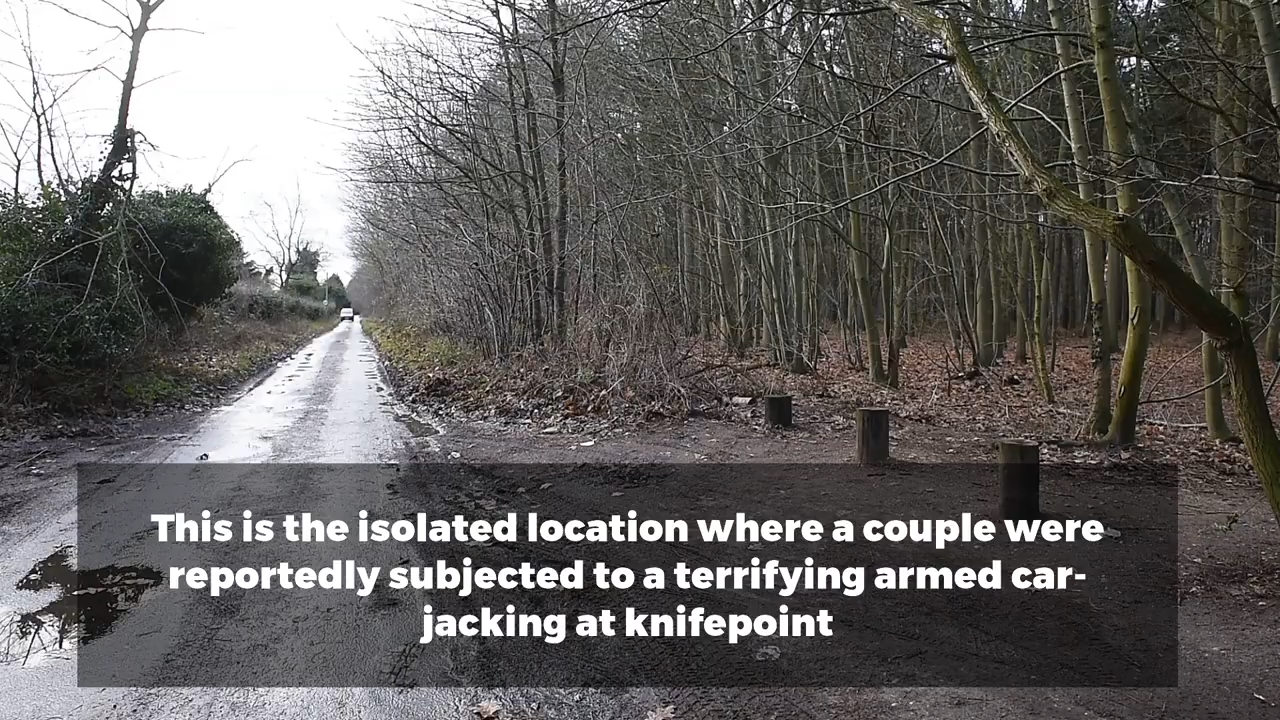 This is the isolated location where a couple were
reportedly subjected to a terrifying armed car-
jacking at knifepoint